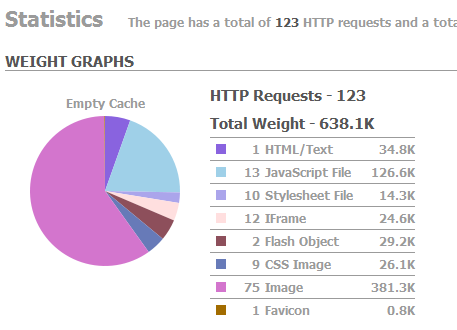 Statistics The page has a total of 123 HTTP requests and a tota
WEIGHT GRAPHS
Empty Cache
HTTP Requests - 123
Total Weight - 638.1K
1 HTML/Text 34.8K
13 JavaScript File 126.6K
10 Stylesheet File 14.3K
12 IFrame 24.6K
2 Flash Object 29.2K
9 CSS Image 26.1K
75 Image 381.3K
1 Favicon 0.8K